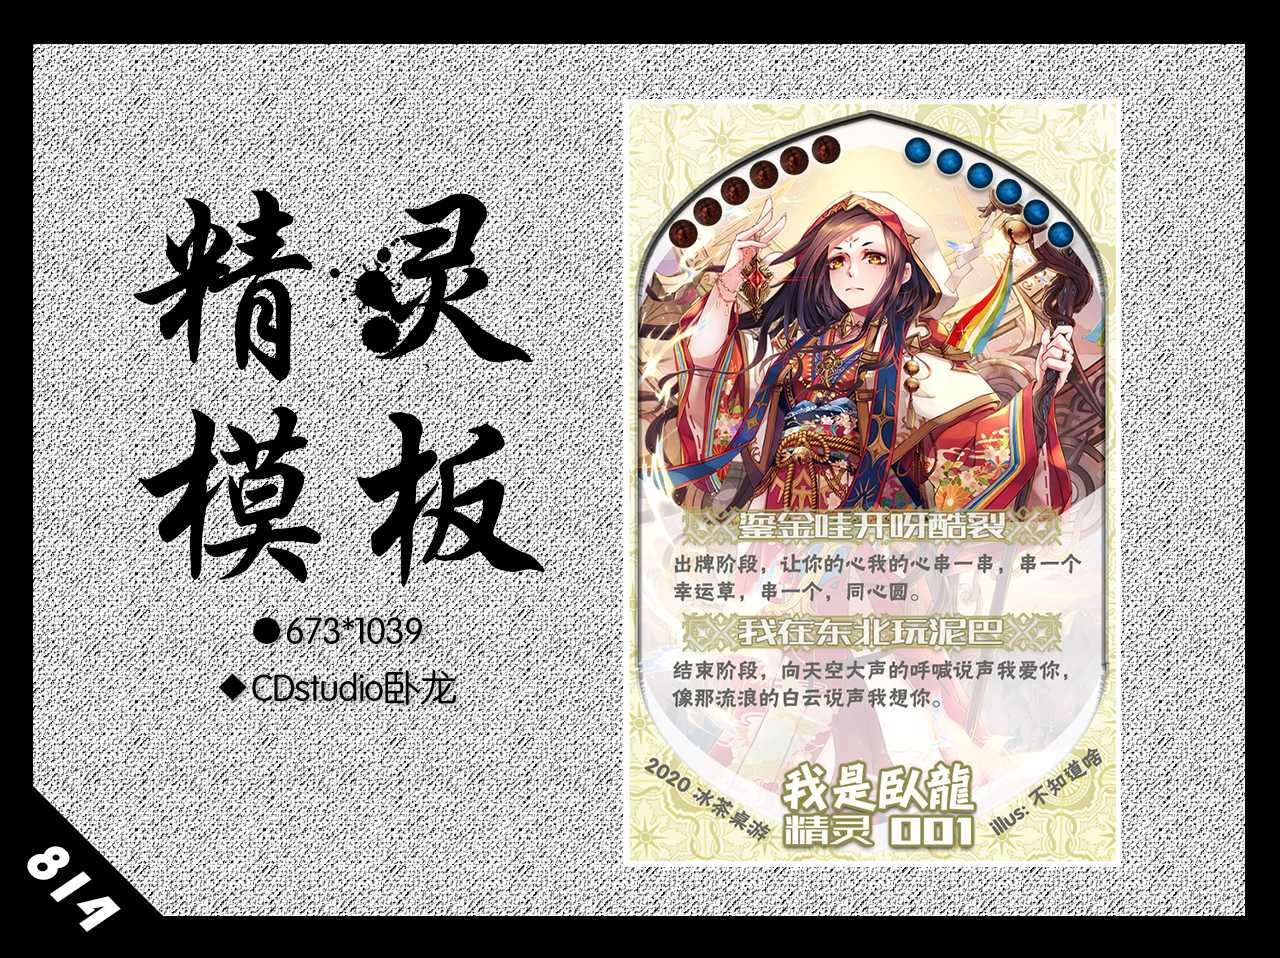 精灵
模板
●673*1039
◆CDstudio卧龙
814
鎏金哇开呀酷裂
出牌阶段，让你的心我的心串一串，串一个
幸运草，串一个，同心圆。
我在东北玩泥巴
结束阶段，向天空大声的呼喊说声我爱你，
像那流浪的白云说声我想你。
2020 冰茶桌游
我是臥龍
精灵 001
illus: 不知道啥